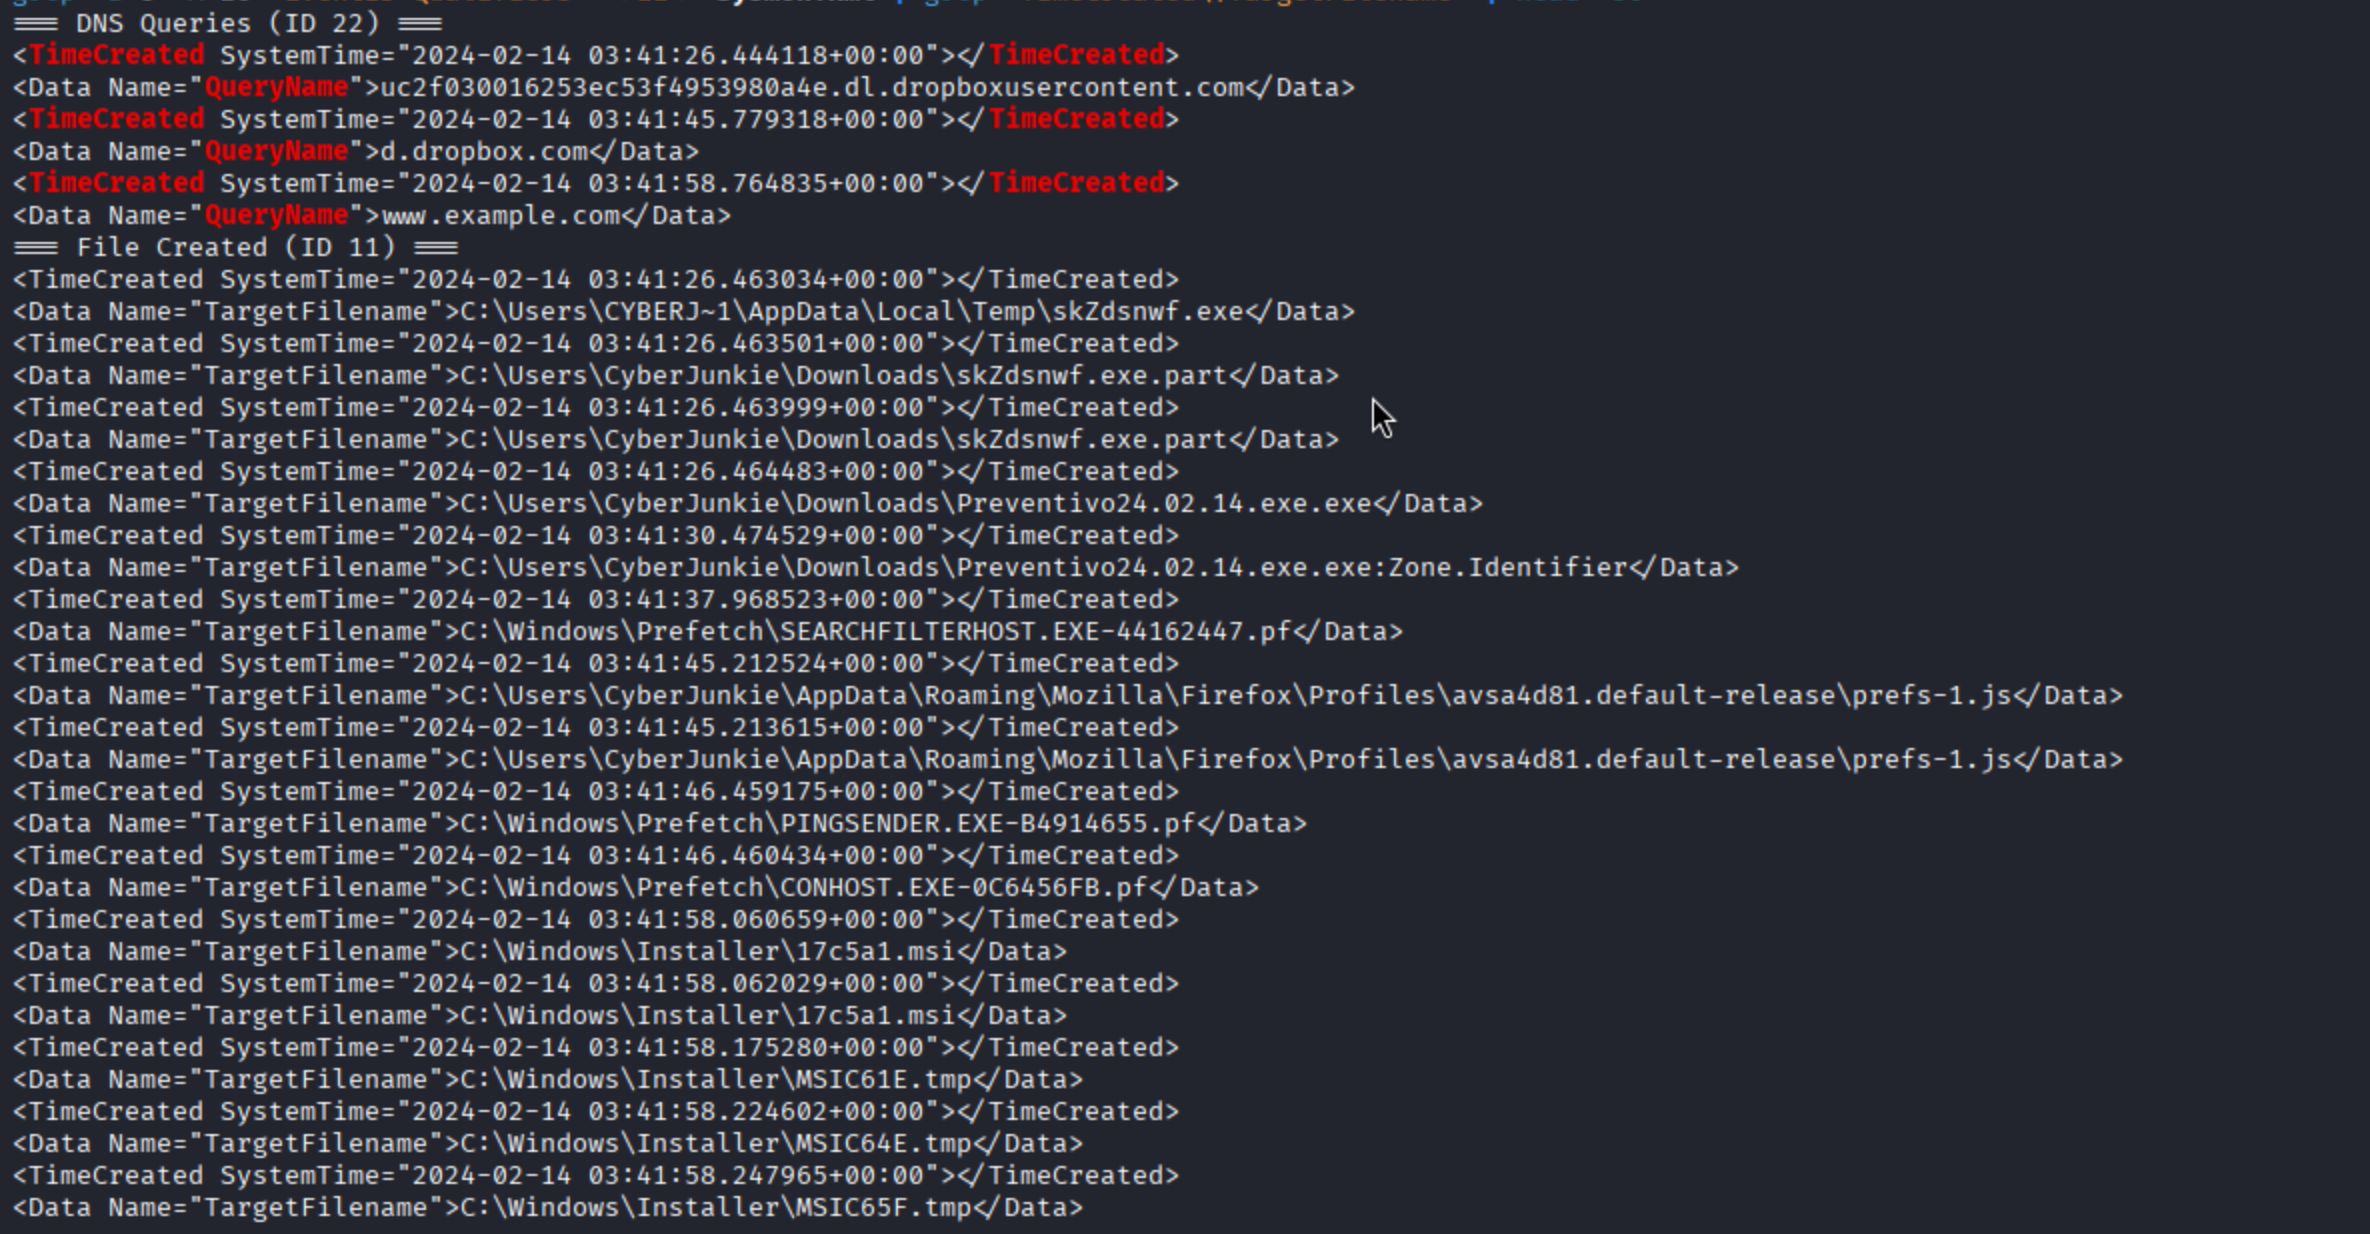 === DNS Queries (ID 22) ===
<TimeCreated SystemTime="2024-02-14 03:41:26.444118+00:00"></TimeCreated>
<Data Name="QueryName">uc2f030016253ec53f4953980a4e.dl.dropboxusercontent.com</Data>
<TimeCreated SystemTime="2024-02-14 03:41:45.779318+00:00"></TimeCreated>
<Data Name="QueryName">d.dropbox.com</Data>
<TimeCreated SystemTime="2024-02-14 03:41:58.764835+00:00"></TimeCreated>
<Data Name="QueryName">www.example.com</Data>
=== File Created (ID 11) ===
<TimeCreated SystemTime="2024-02-14 03:41:26.463034+00:00"></TimeCreated>
<Data Name="TargetFilename">C:\Users\CYBERJ~1\AppData\Local\Temp\skZdsnwf.exe</Data>
<TimeCreated SystemTime="2024-02-14 03:41:26.463501+00:00"></TimeCreated>
<Data Name="TargetFilename">C:\Users\CyberJunkie\Downloads\skZdsnwf.exe.part</Data>
<TimeCreated SystemTime="2024-02-14 03:41:26.463999+00:00"></TimeCreated>
<Data Name="TargetFilename">C:\Users\CyberJunkie\Downloads\skZdsnwf.exe.part</Data>
<TimeCreated SystemTime="2024-02-14 03:41:26.464483+00:00"></TimeCreated>
<Data Name="TargetFilename">C:\Users\CyberJunkie\Downloads\Preventivo24.02.14.exe.exe</Data>
<TimeCreated SystemTime="2024-02-14 03:41:30.474529+00:00"></TimeCreated>
<Data Name="TargetFilename">C:\Users\CyberJunkie\Downloads\Preventivo24.02.14.exe.exe:Zone.Identifier</Data>
<TimeCreated SystemTime="2024-02-14 03:41:37.968523+00:00"></TimeCreated>
<Data Name="TargetFilename">C:\Windows\Prefetch\SEARCHFILTERHOST.EXE-44162447.pf</Data>
<TimeCreated SystemTime="2024-02-14 03:41:45.212524+00:00"></TimeCreated>
<Data Name="TargetFilename">C:\Users\CyberJunkie\AppData\Roaming\Mozilla\Firefox\Profiles\avsa4d81.default-release\prefs-1.js</Data>
<TimeCreated SystemTime="2024-02-14 03:41:45.213615+00:00"></TimeCreated>
<Data Name="TargetFilename">C:\Users\CyberJunkie\AppData\Roaming\Mozilla\Firefox\Profiles\avsa4d81.default-release\prefs-1.js</Data>
<TimeCreated SystemTime="2024-02-14 03:41:46.459175+00:00"></TimeCreated>
<Data Name="TargetFilename">C:\Windows\Prefetch\PINGSENDER.EXE-B4914655.pf</Data>
<TimeCreated SystemTime="2024-02-14 03:41:46.460434+00:00"></TimeCreated>
<Data Name="TargetFilename">C:\Windows\Prefetch\CONHOST.EXE-0C6456FB.pf</Data>
<TimeCreated SystemTime="2024-02-14 03:41:58.060659+00:00"></TimeCreated>
<Data Name="TargetFilename">C:\Windows\Installer\17c5a1.msi</Data>
<TimeCreated SystemTime="2024-02-14 03:41:58.062029+00:00"></TimeCreated>
<Data Name="TargetFilename">C:\Windows\Installer\17c5a1.msi</Data>
<TimeCreated SystemTime="2024-02-14 03:41:58.175280+00:00"></TimeCreated>
<Data Name="TargetFilename">C:\Windows\Installer\MSIC61E.tmp</Data>
<TimeCreated SystemTime="2024-02-14 03:41:58.224602+00:00"></TimeCreated>
<Data Name="TargetFilename">C:\Windows\Installer\MSIC64E.tmp</Data>
<TimeCreated SystemTime="2024-02-14 03:41:58.247965+00:00"></TimeCreated>
<Data Name="TargetFilename">C:\Windows\Installer\MSIC65F.tmp</Data>